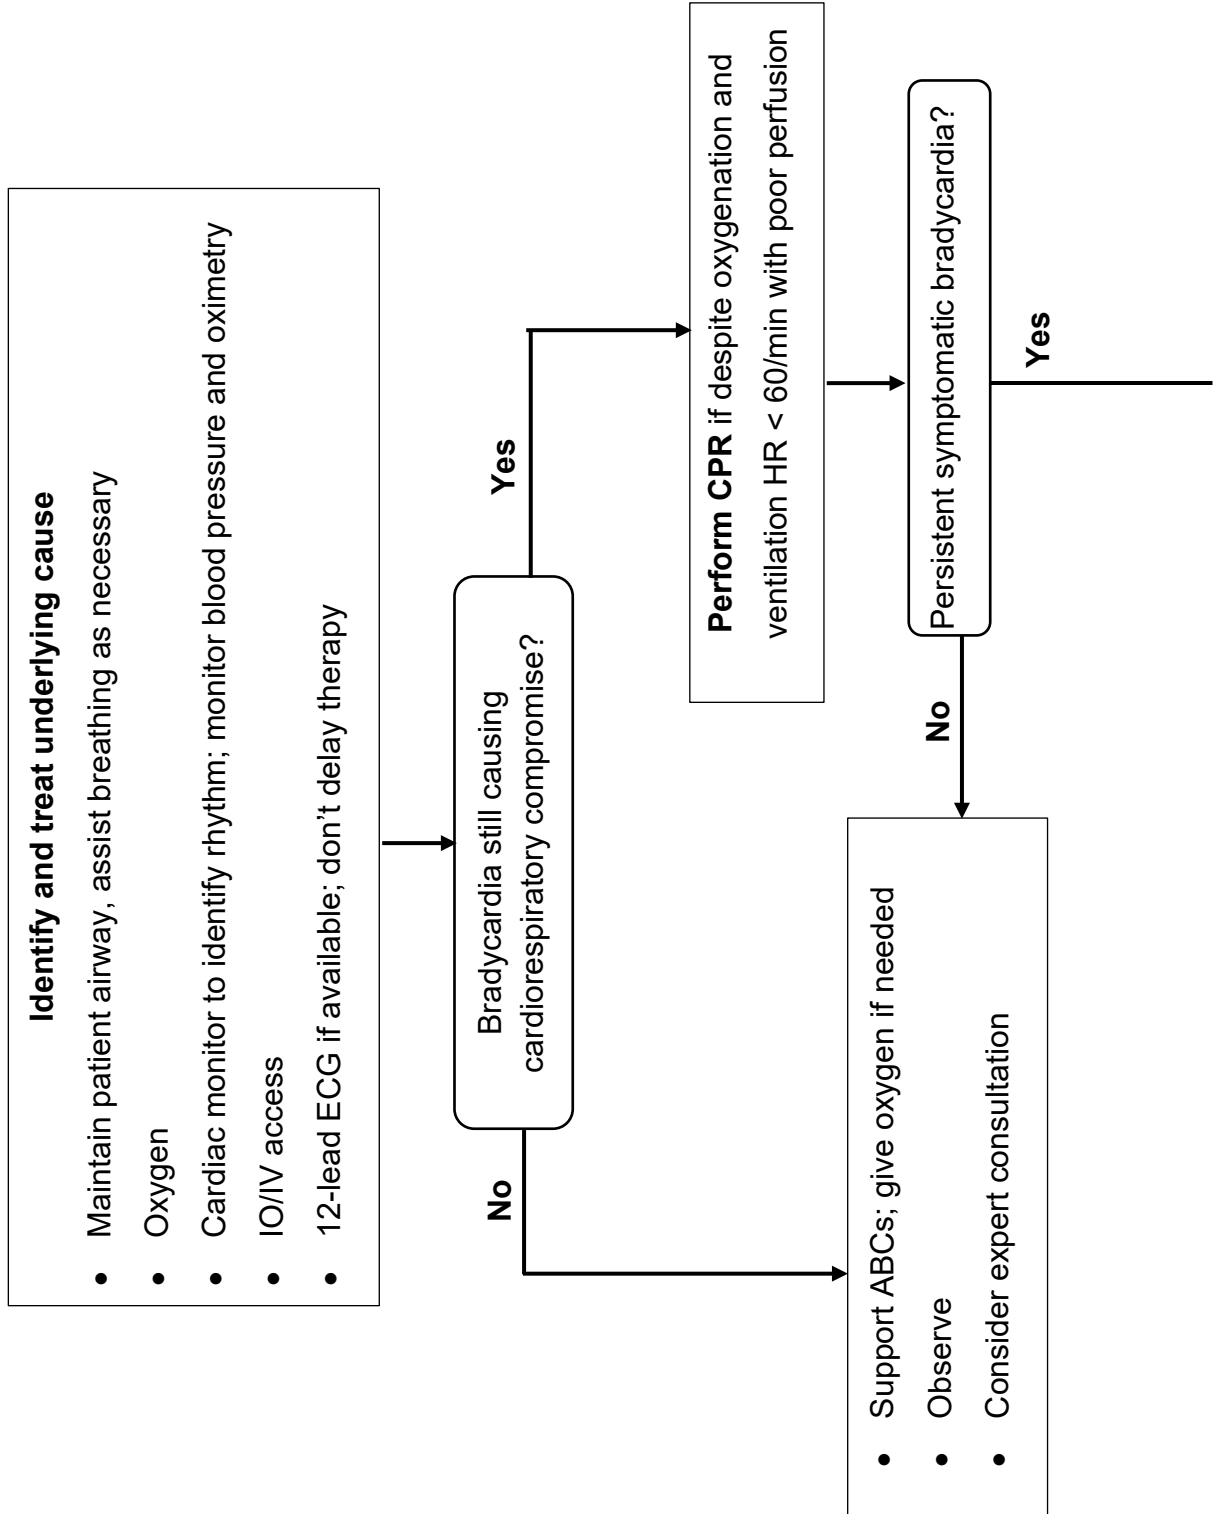 Identify and treat underlying cause
• Maintain patient airway, assist breathing as necessary
• Oxygen
• Cardiac monitor to identify rhythm; monitor blood pressure and oximetry
• IO/IV access
• 12-lead ECG if available; don't delay therapy
Bradycardia still causing
cardiorespiratory compromise?
No
Yes
Perform CPR if despite oxygenation and
ventilation HR < 60/min with poor perfusion
Persistent symptomatic bradycardia?
No
Yes
• Support ABCs; give oxygen if needed
• Observe
• Consider expert consultation